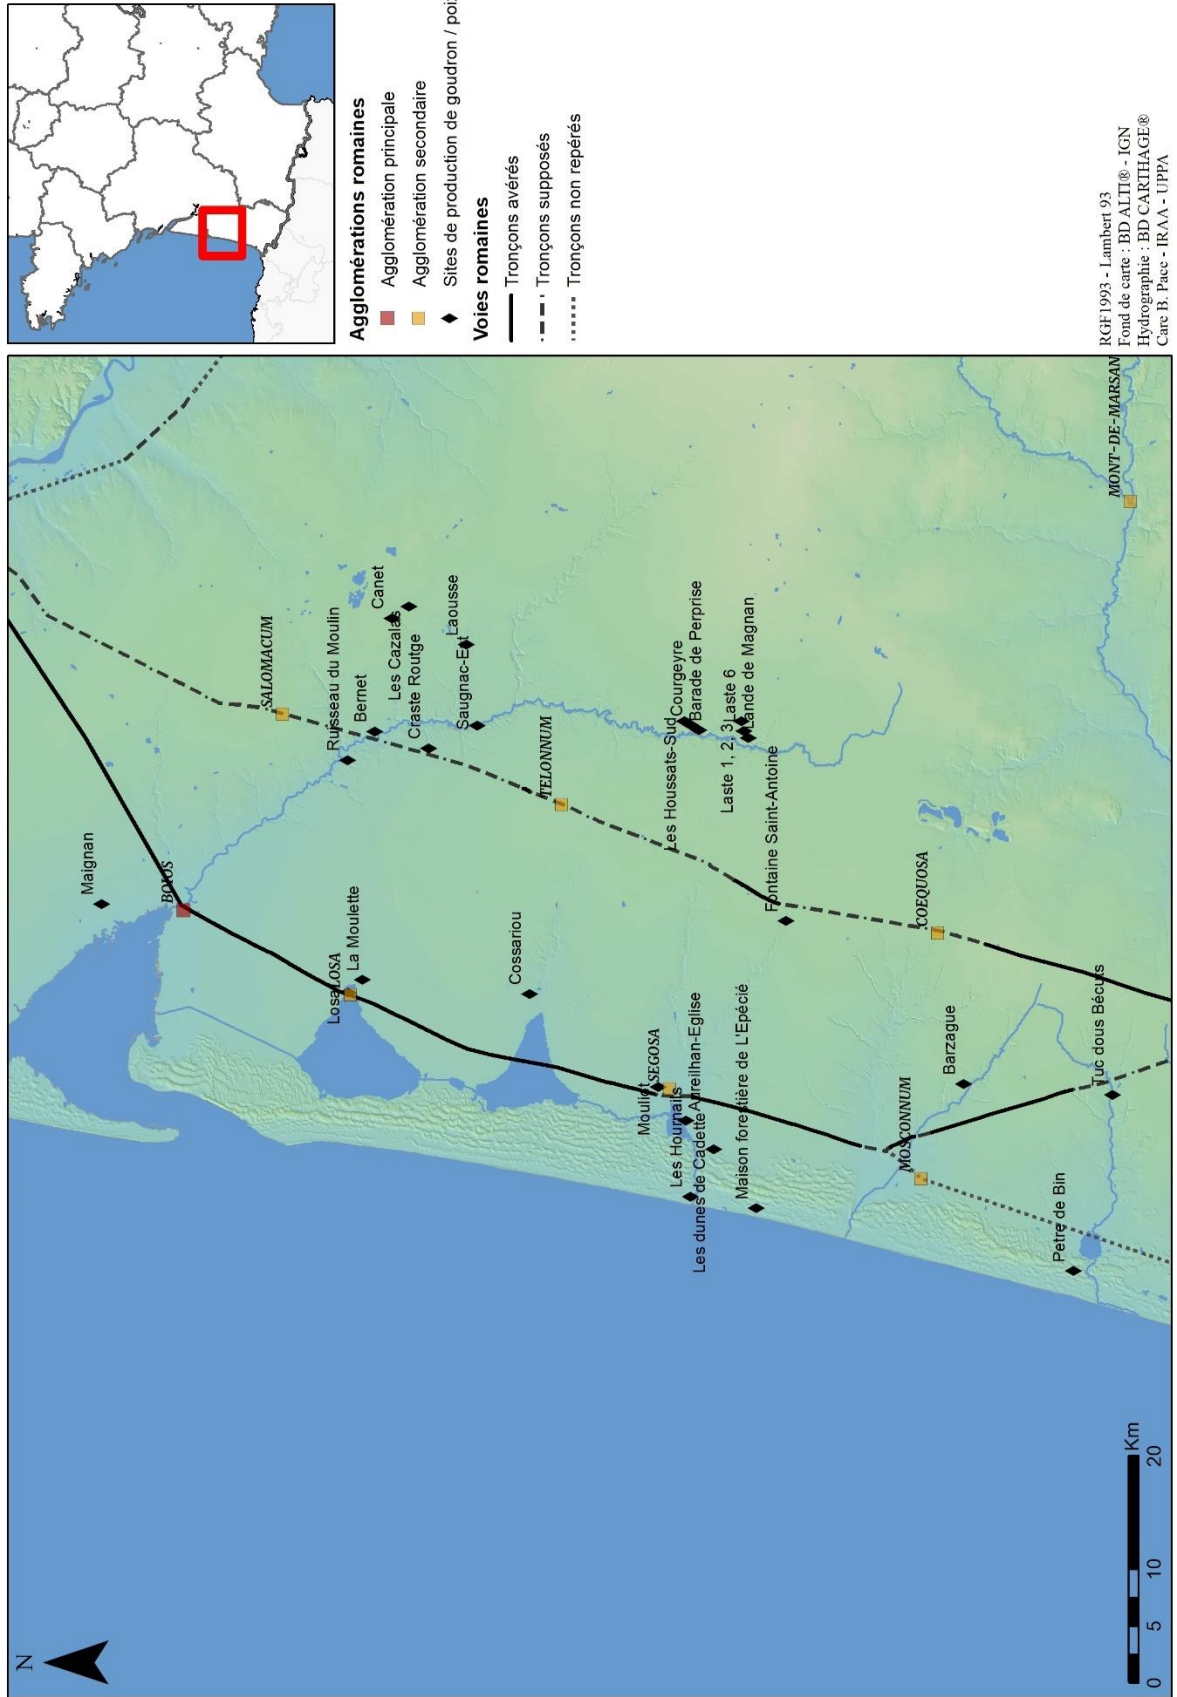 N
Maignan
BOIOS
SALOMACUM
Ruisseau du Moulin
Bernet
Canet
Les Cazalas
Craste Routge
Laousse
Saugnac-Est
Losa
LOSA
La Moulette
Cossariou
TELONNUM
Mouliot
SEGOSA
Les Hournails
Aureilhan-Eglise
Les dunes de Cadette
Maison forestière de L'Epécié
Les Houssats-Sud
Courgeyre
Barade de Perprise
Laste 1, 2, 3
Laste 6
Lande de Magnan
Fontaine Saint-Antoine
MOSCONNUM
COEQUOSA
Barzague
Tuc dous Bécuts
Petre de Bin
MONT-DE-MARSAN
0 5 10 20
Km
Agglomérations romaines
Agglomération principale
Agglomération secondaire
Sites de production de goudron / poix
Voies romaines
Tronçons avérés
Tronçons supposés
Tronçons non repérés
RGF1993 - Lambert 93
Fond de carte : BD ALTI® - IGN
Hydrographie : BD CARTHAGE®
Care B. Pace - IRAA - UPPA